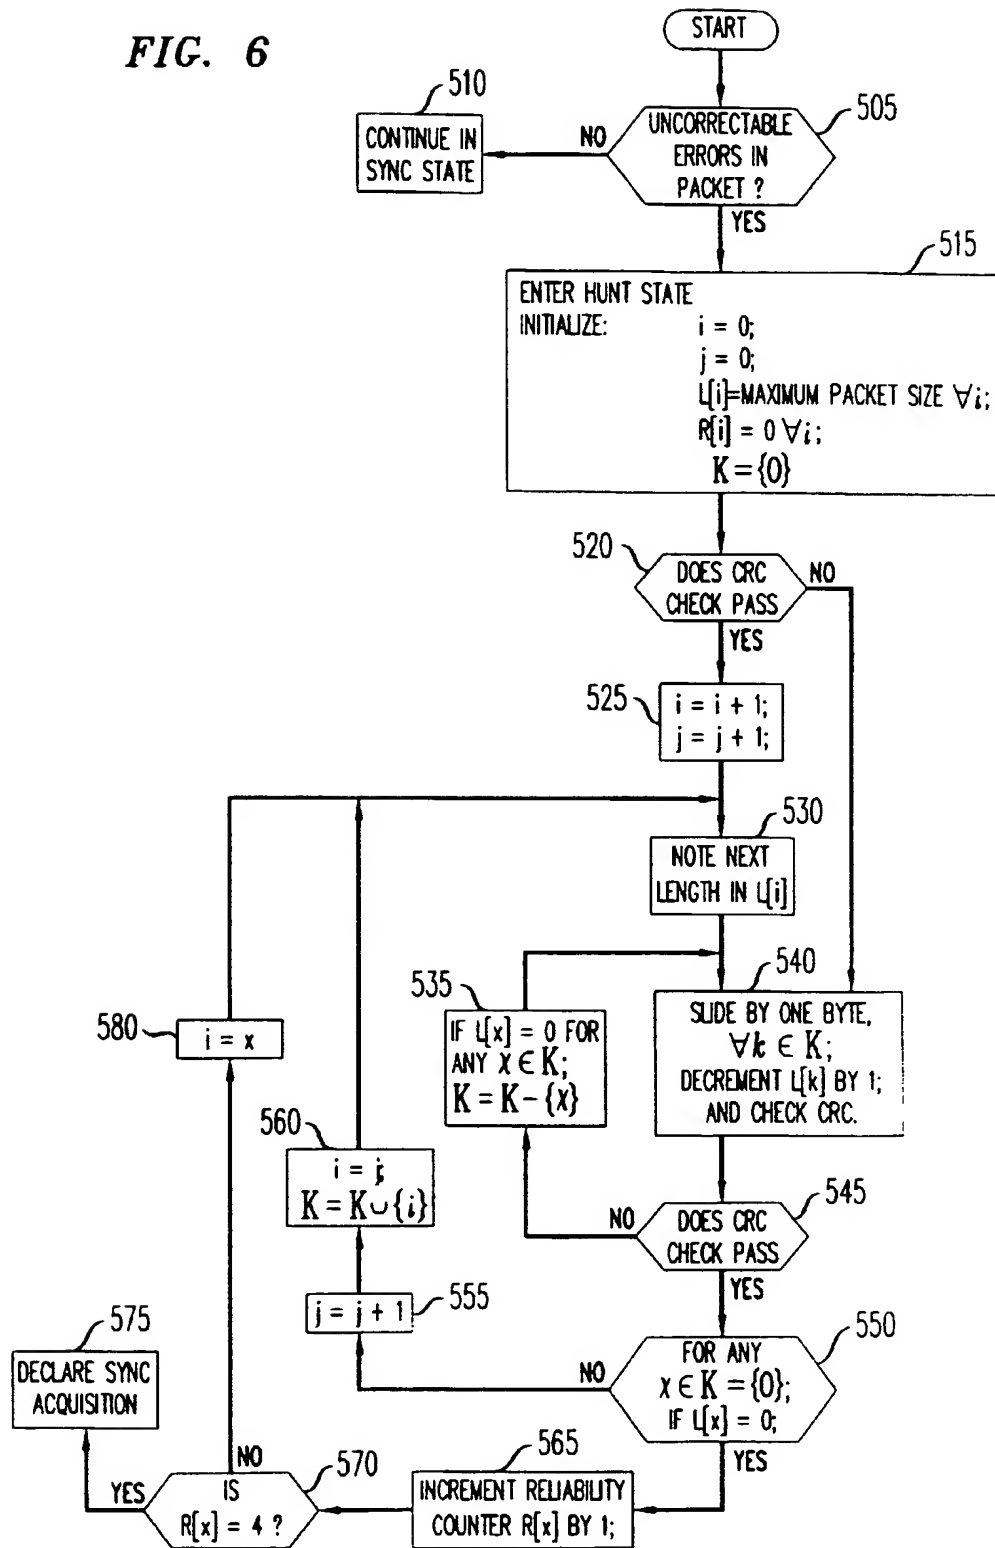 FIG. 6
START
510
505
CONTINUE IN
SYNC STATE
NO
UNCORRECTABLE
ERRORS IN
PACKET ?
YES
515
ENTER HUNT STATE
INITIALIZE:
i = 0;
j = 0;
L[i]=MAXIMUM PACKET SIZE ∀i;
R[i] = 0 ∀i;
K = {0}
520
DOES CRC
CHECK PASS
NO
YES
525
i = i + 1;
j = j + 1;
530
NOTE NEXT
LENGTH IN L[i]
535
IF L[x] = 0 FOR
ANY x ∈ K;
K = K – {x}
540
SLIDE BY ONE BYTE,
∀k ∈ K;
DECREMENT L[k] BY 1;
AND CHECK CRC.
580
i = x
560
i = j;
K = K ∪ {i}
545
NO
DOES CRC
CHECK PASS
YES
j = j + 1
555
550
NO
FOR ANY
x ∈ K = {0};
IF L[x] = 0;
YES
575
DECLARE SYNC
ACQUISITION
565
INCREMENT RELIABILITY
COUNTER R[x] BY 1;
570
NO
YES
IS
R[x] = 4 ?